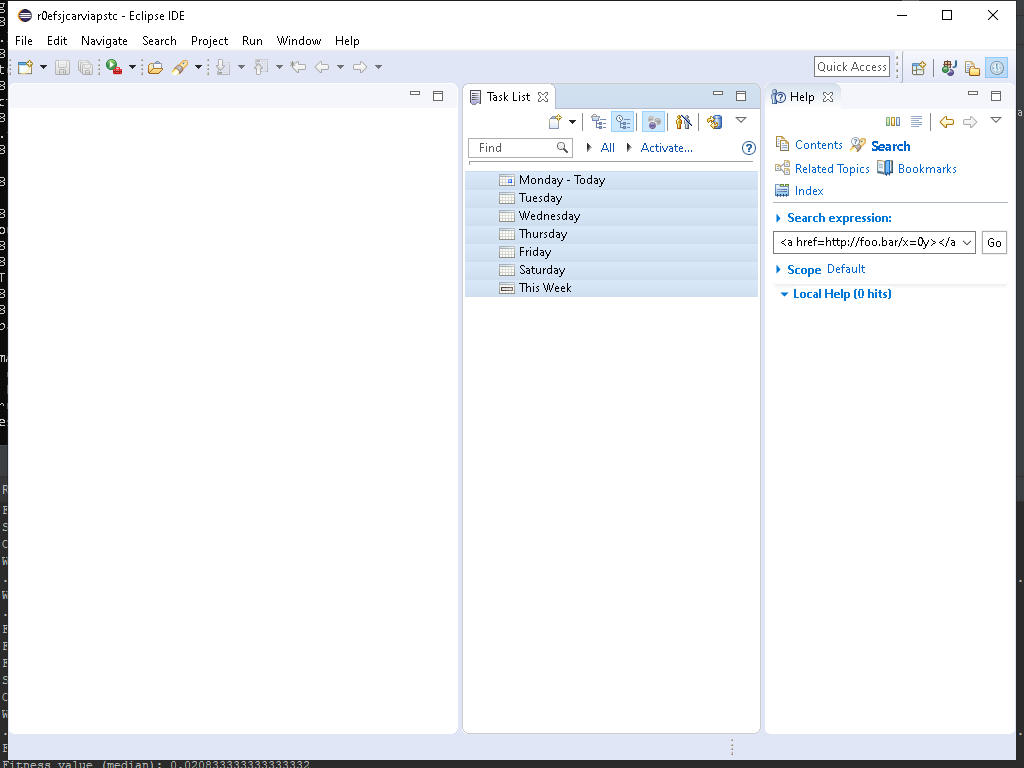 r0efsjcarviapstc - Eclipse IDE
File Edit Navigate Search Project Run Window Help
Quick Access
Task List
Help
Find
All
Activate...
Monday - Today
Tuesday
Wednesday
Thursday
Friday
Saturday
This Week
Contents
Search
Related Topics
Bookmarks
Index
Search expression:
<a href=http://foo.bar/x=0y></a
Go
Scope Default
Local Help (0 hits)
Fitness value (median): 0.020833333333333332